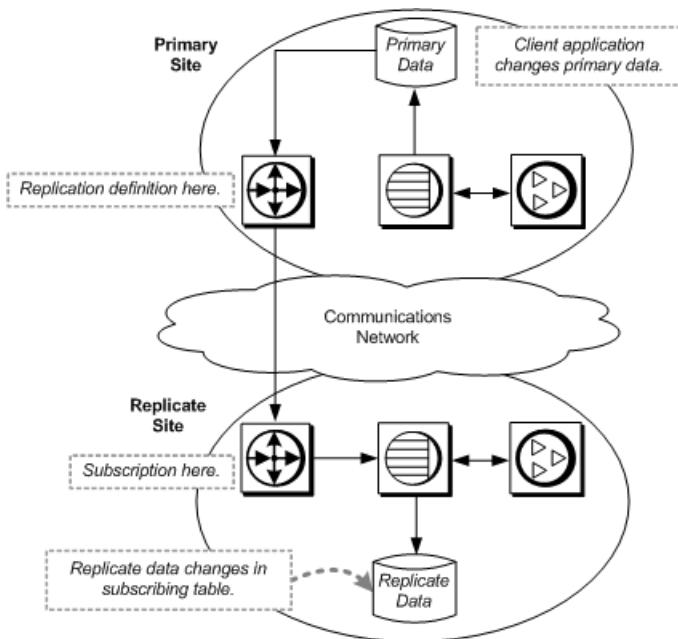 Primary
Site
Primary
Data
Client application
changes primary data.
Replication definition here.
Communications
Network
Replicate
Site
Subscription here.
Replicate data changes in
subscribing table.
Replicate
Data